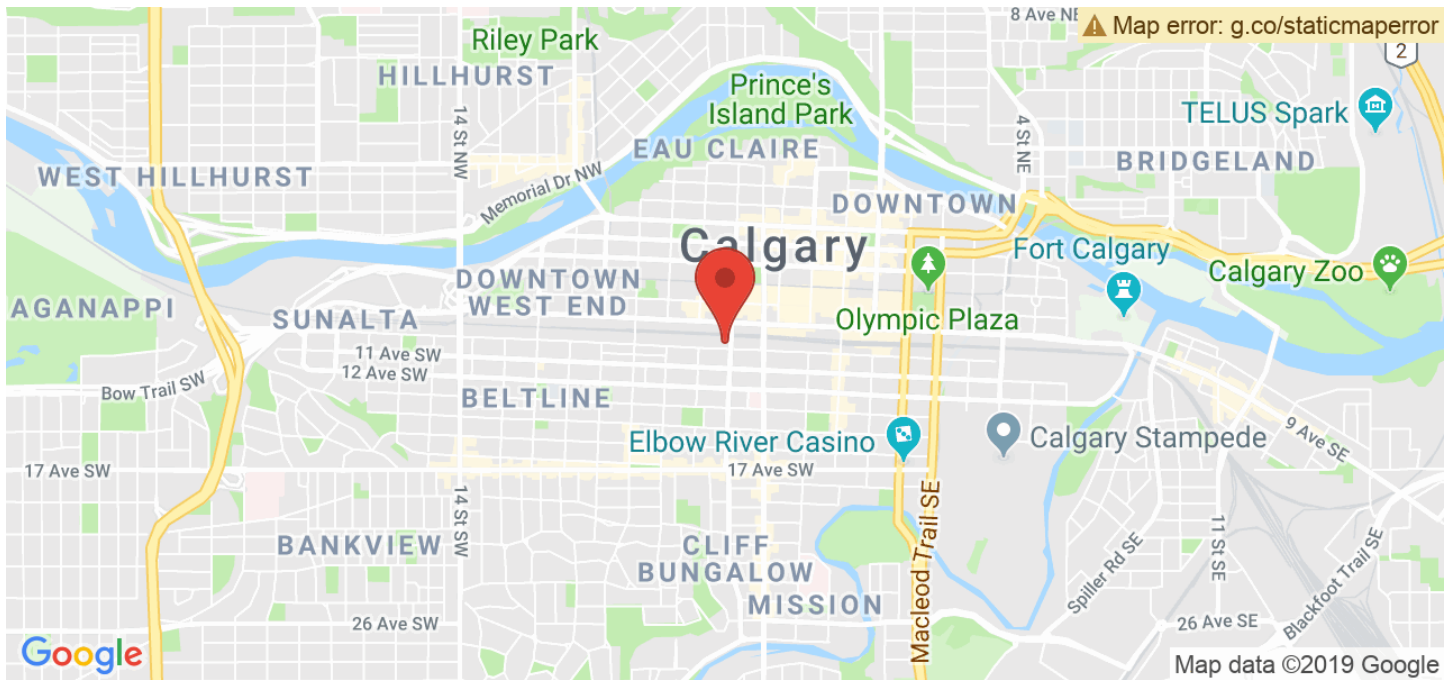 8 Ave NE
Map error: g.co/staticmaperror
Riley Park
2
HILLHURST
Prince's
Island Park
14 St NW
4 St NE
TELUS Spark
EAU CLAIRE
BRIDGELAND
WEST HILLHURST
Memorial Dr NW
DOWNTOWN
Calgary
Fort Calgary
Calgary Zoo
DOWNTOWN
WEST END
AGANAPPI
SUNALTA
Olympic Plaza
11 Ave SW
12 Ave SW
Bow Trail SW
BELTLINE
Elbow River Casino
Calgary Stampede
9 Ave SE
17 Ave SW
17 Ave SW
14 St SW
Macleod Trail SE
11 St SE
BANKVIEW
CLIFF
BUNGALOW
MISSION
Spiller Rd SE
Blackfoot Trail SE
26 Ave SW
26 Ave SE
Google
Map data ©2019 Google